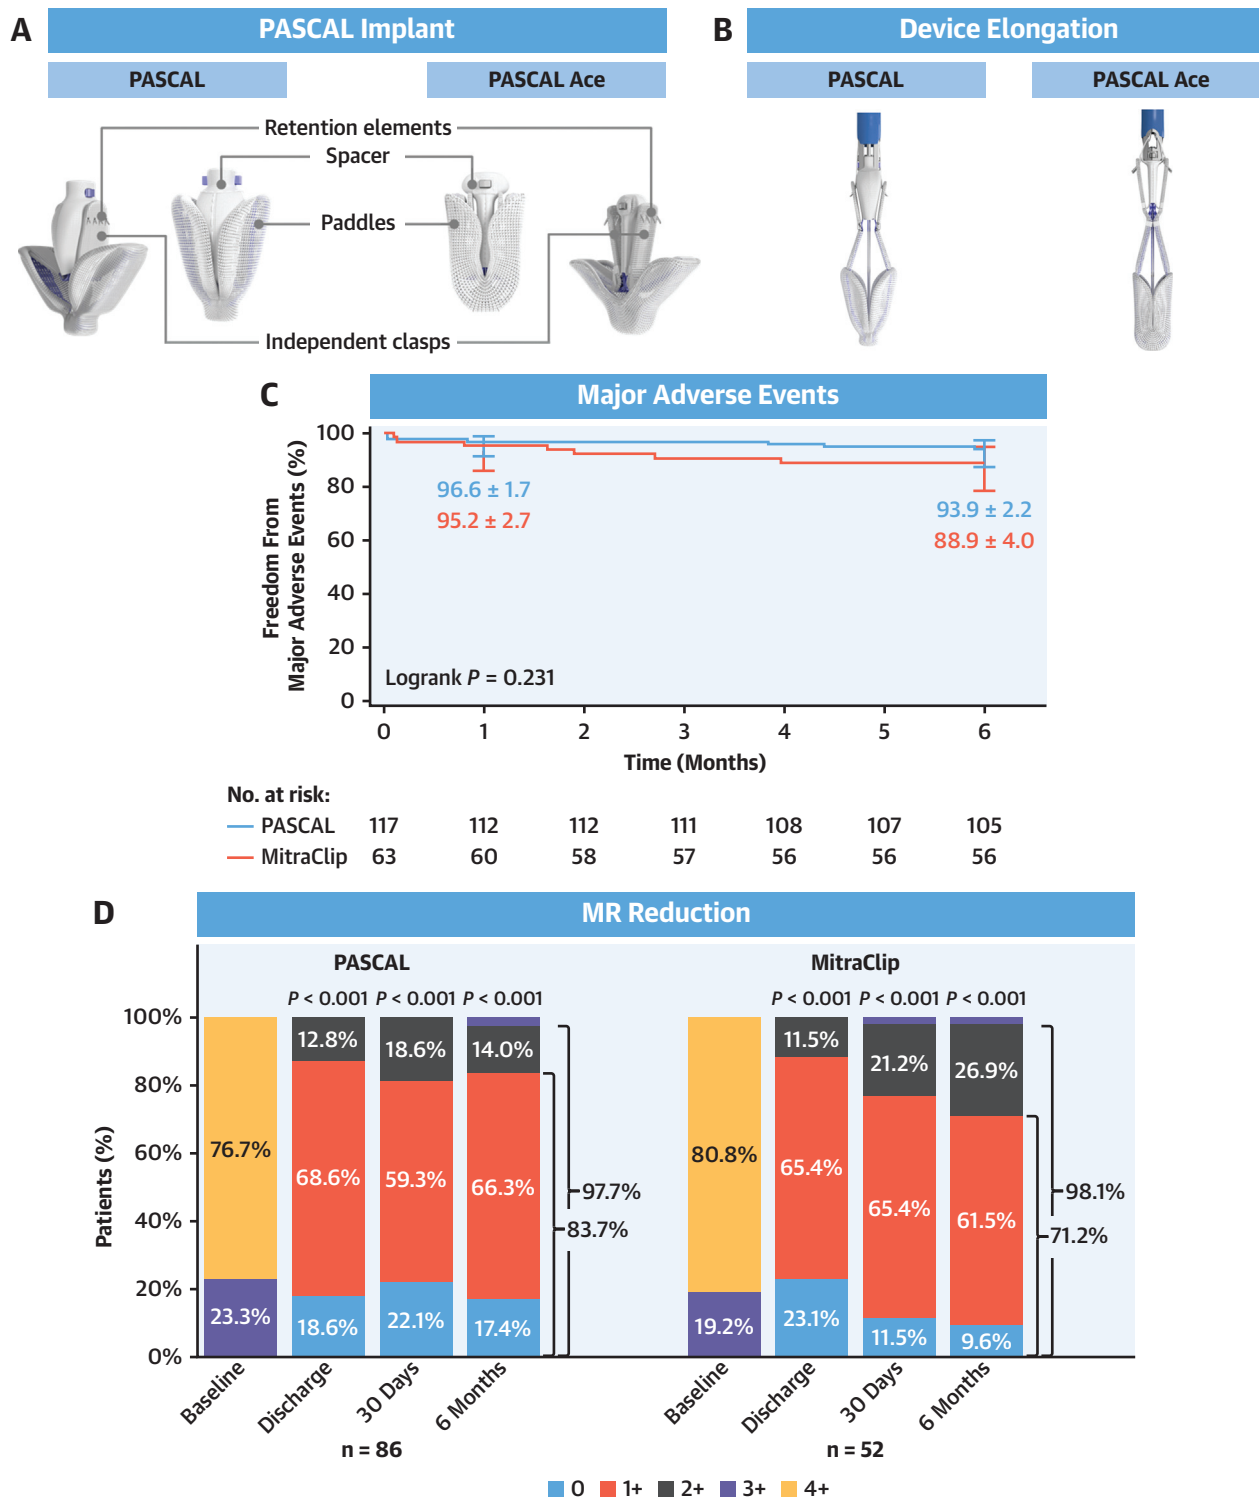 A PASCAL Implant
PASCAL PASCAL Ace
Retention elements
Spacer
Paddles
Independent clasps
B Device Elongation
PASCAL PASCAL Ace
C Major Adverse Events
Freedom From
Major Adverse Events (%)
100
80
60
40
20
0
96.6 ± 1.7
95.2 ± 2.7
93.9 ± 2.2
88.9 ± 4.0
Logrank P = 0.231
0 1 2 3 4 5 6
Time (Months)
No. at risk:
PASCAL 117 112 112 111 108 107 105
MitraClip 63 60 58 57 56 56 56
D MR Reduction
Patients (%)
100%
80%
60%
40%
20%
0%
PASCAL
P < 0.001 P < 0.001 P < 0.001
76.7%
23.3%
12.8%
68.6%
18.6%
18.6%
59.3%
22.1%
14.0%
66.3%
17.4%
97.7%
83.7%
Baseline Discharge 30 Days 6 Months
n = 86
MitraClip
P < 0.001 P < 0.001 P < 0.001
80.8%
19.2%
11.5%
65.4%
23.1%
21.2%
65.4%
11.5%
26.9%
61.5%
9.6%
98.1%
71.2%
Baseline Discharge 30 Days 6 Months
n = 52
0 1+ 2+ 3+ 4+